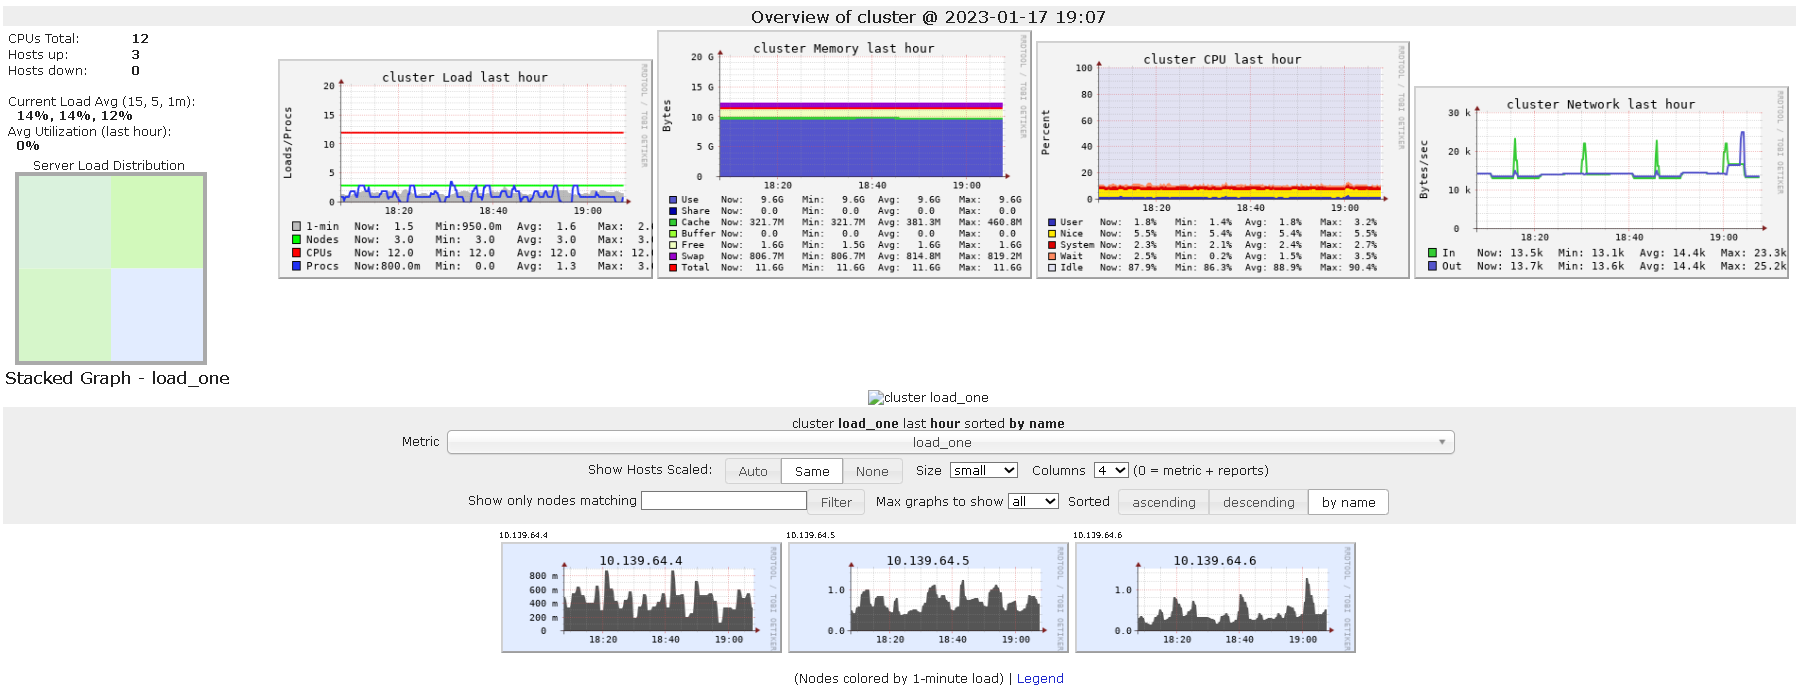 Overview of cluster @ 2023-01-17 19:07
CPUs Total: 12
Hosts up: 3
Hosts down: 0
Current Load Avg (15, 5, 1m):
14%, 14%, 12%
Avg Utilization (last hour):
0%
Server Load Distribution
Stacked Graph - load_one
cluster Load last hour
Loads/Procs
20
15
10
5
0
18:20 18:40 19:00
1-min Now: 1.5 Min:950.0m Avg: 1.6 Max: 2.
Nodes Now: 3.0 Min: 3.0 Avg: 3.0 Max: 3.
CPUs Now: 12.0 Min: 12.0 Avg: 12.0 Max: 12.
Procs Now:800.0m Min: 0.0 Avg: 1.3 Max: 3.
RRDTOOL / TOBI OETIKER
cluster Memory last hour
Bytes
20 G
15 G
10 G
5 G
0
18:20 18:40 19:00
Use Now: 9.6G Min: 9.6G Avg: 9.6G Max: 9.6G
Share Now: 0.0 Min: 0.0 Avg: 0.0 Max: 0.0
Cache Now: 321.7M Min: 321.7M Avg: 381.3M Max: 460.8M
Buffer Now: 0.0 Min: 0.0 Avg: 0.0 Max: 0.0
Free Now: 1.6G Min: 1.5G Avg: 1.6G Max: 1.6G
Swap Now: 806.7M Min: 806.7M Avg: 814.8M Max: 819.2M
Total Now: 11.6G Min: 11.6G Avg: 11.6G Max: 11.6G
RRDTOOL / TOBI OETIKER
cluster CPU last hour
Percent
100
80
60
40
20
0
18:20 18:40 19:00
User Now: 1.8% Min: 1.4% Avg: 1.8% Max: 3.2%
Nice Now: 5.5% Min: 5.4% Avg: 5.4% Max: 5.5%
System Now: 2.3% Min: 2.1% Avg: 2.4% Max: 2.7%
Wait Now: 2.5% Min: 0.2% Avg: 1.5% Max: 3.5%
Idle Now: 87.9% Min: 86.3% Avg: 88.9% Max: 90.4%
RRDTOOL / TOBI OETIKER
cluster Network last hour
Bytes/sec
30 k
20 k
10 k
0
18:20 18:40 19:00
In Now: 13.5k Min: 13.1k Avg: 14.4k Max: 23.3k
Out Now: 13.7k Min: 13.6k Avg: 14.4k Max: 25.2k
RRDTOOL / TOBI OETIKER
cluster load_one
cluster load_one last hour sorted by name
Metric load_one
Show Hosts Scaled: Auto Same None Size small Columns 4 (0 = metric + reports)
Show only nodes matching Filter Max graphs to show all Sorted ascending descending by name
10.139.64.4
10.139.64.4
800 m
600 m
400 m
200 m
0
18:20 18:40 19:00
RRDTOOL / TOBI OETIKER
10.139.64.5
10.139.64.5
1.0
0.0
18:20 18:40 19:00
RRDTOOL / TOBI OETIKER
10.139.64.6
10.139.64.6
1.0
0.0
18:20 18:40 19:00
RRDTOOL / TOBI OETIKER
(Nodes colored by 1-minute load) | Legend